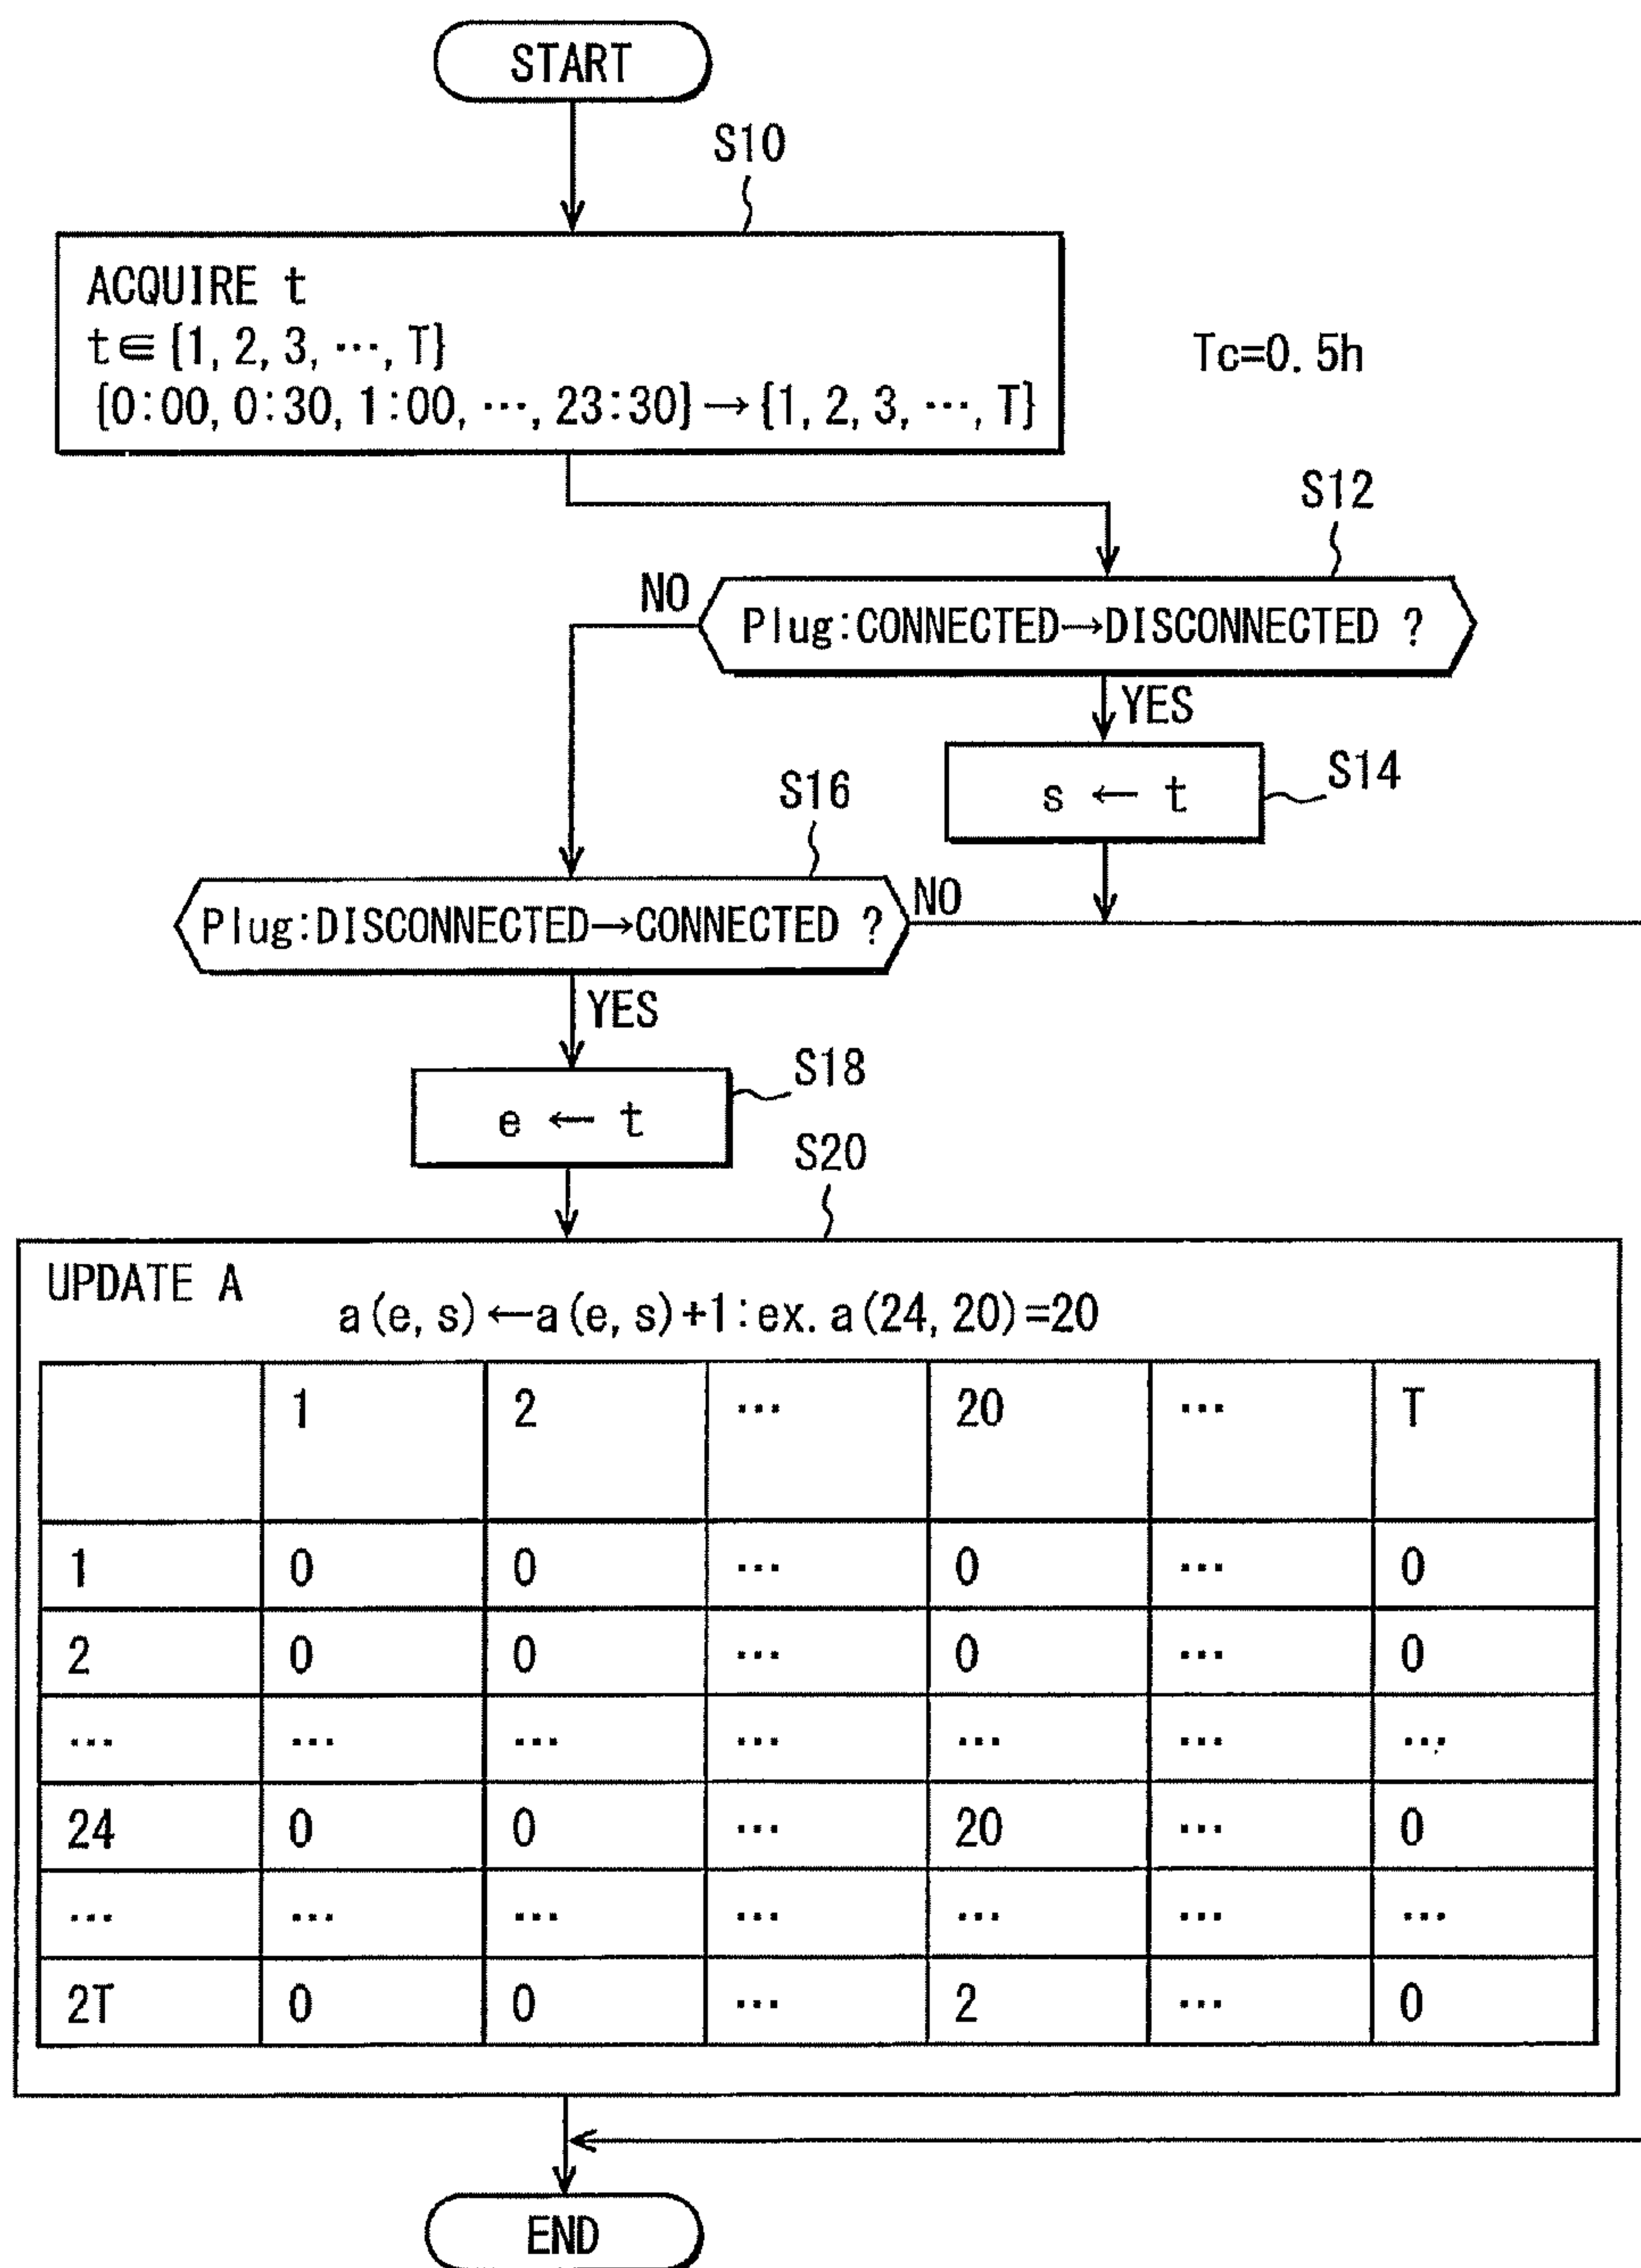 START
S10
ACQUIRE t
t∈{1, 2, 3, ⋯, T}
{0:00, 0:30, 1:00, ⋯, 23:30}→{1, 2, 3, ⋯, T}
Tc=0.5h
S12
NO
Plug:CONNECTED→DISCONNECTED ?
YES
S14
s ← t
S16
Plug:DISCONNECTED→CONNECTED ?
NO
YES
S18
e ← t
S20
UPDATE A
a(e, s)←a(e, s)+1:ex. a(24, 20)=20
1 2 ⋯ 20 ⋯ T
1 0 0 ⋯ 0 ⋯ 0
2 0 0 ⋯ 0 ⋯ 0
⋯ ⋯ ⋯ ⋯ ⋯ ⋯ ⋯
24 0 0 ⋯ 20 ⋯ 0
⋯ ⋯ ⋯ ⋯ ⋯ ⋯ ⋯
2T 0 0 ⋯ 2 ⋯ 0
END